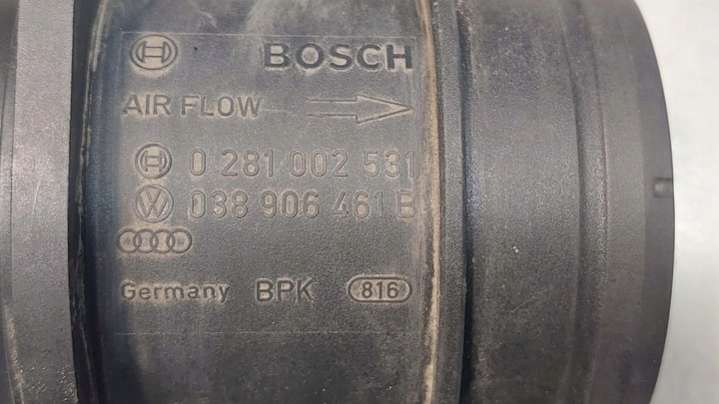 BOSCH
AIR FLOW
0 281 002 531
038 906 461 B
Germany BPK 816